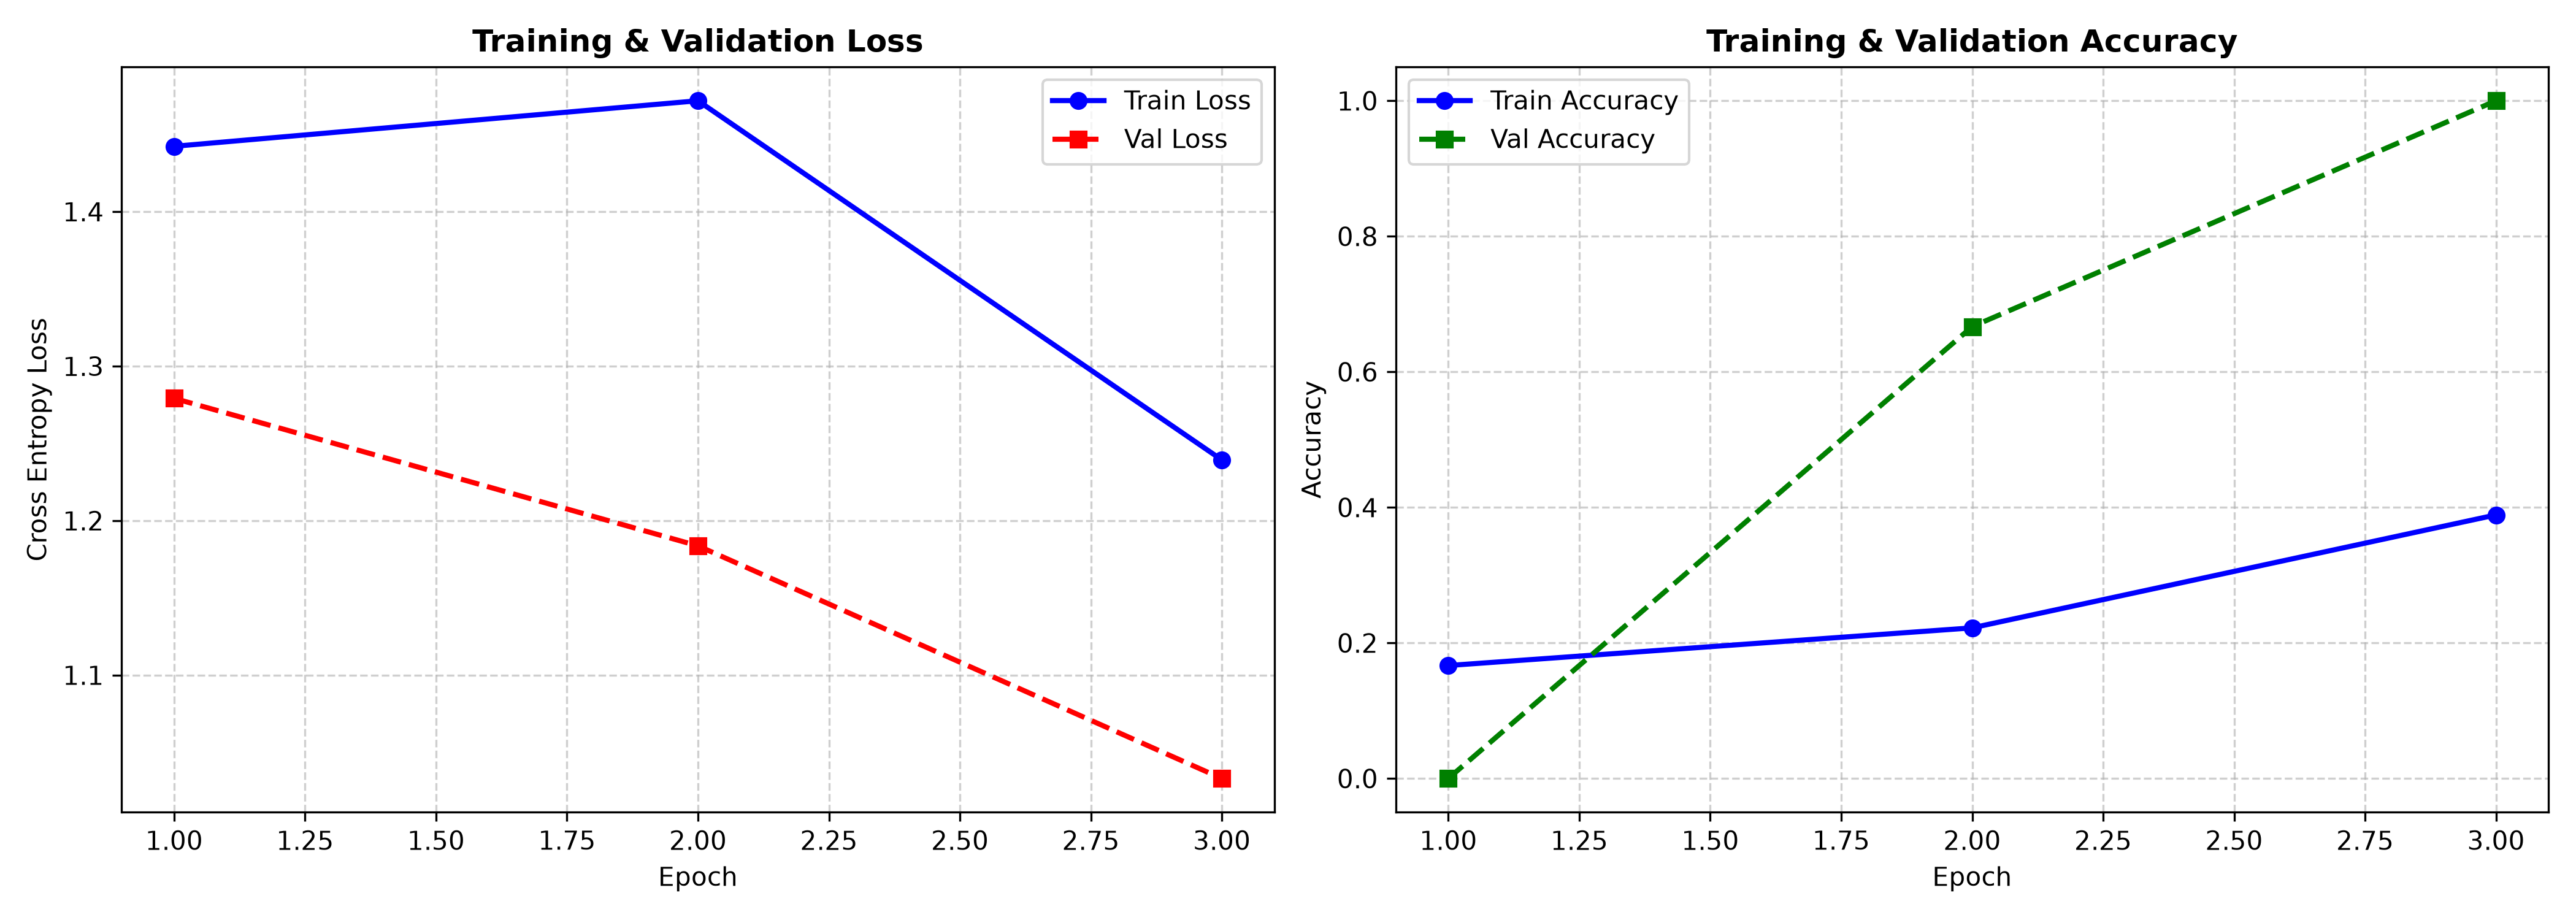 Training & Validation Loss
Train Loss
Val Loss
1.4
1.3
1.2
1.1
Cross Entropy Loss
1.00 1.25 1.50 1.75 2.00 2.25 2.50 2.75 3.00
Epoch
Training & Validation Accuracy
Train Accuracy
Val Accuracy
1.0
0.8
0.6
0.4
0.2
0.0
Accuracy
1.00 1.25 1.50 1.75 2.00 2.25 2.50 2.75 3.00
Epoch